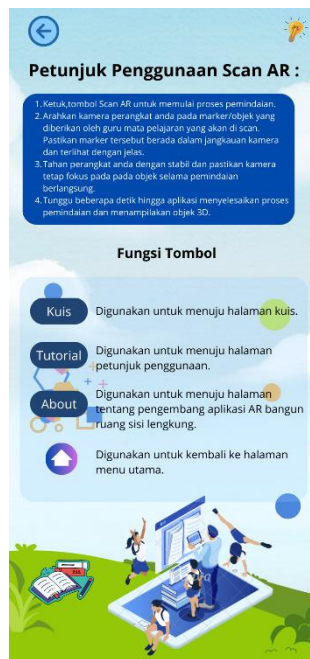 Petunjuk Penggunaan Scan AR :
1. Ketuk,tombol Scan AR untuk memulai proses pemindaian.
2. Arahkan kamera perangkat anda pada marker/objek yang
diberikan oleh guru mata pelajaran yang akan di scan.
Pastikan marker tersebut berada dalam jangkauan kamera
dan terlihat dengan jelas.
3. Tahan perangkat anda dengan stabil dan pastikan kamera
tetap fokus pada pada objek selama pemindaian
berlangsung.
4. Tunggu beberapa detik hingga aplikasi menyelesaikan proses
pemindaian dan menampilakan objek 3D.
Fungsi Tombol
Kuis
Digunakan untuk menuju halaman kuis.
Tutorial
Digunakan untuk menuju halaman
petunjuk penggunaan.
About
Digunakan untuk menuju halaman
tentang pengembang aplikasi AR bangun
ruang sisi lengkung.
Digunakan untuk kembali ke halaman
menu utama.